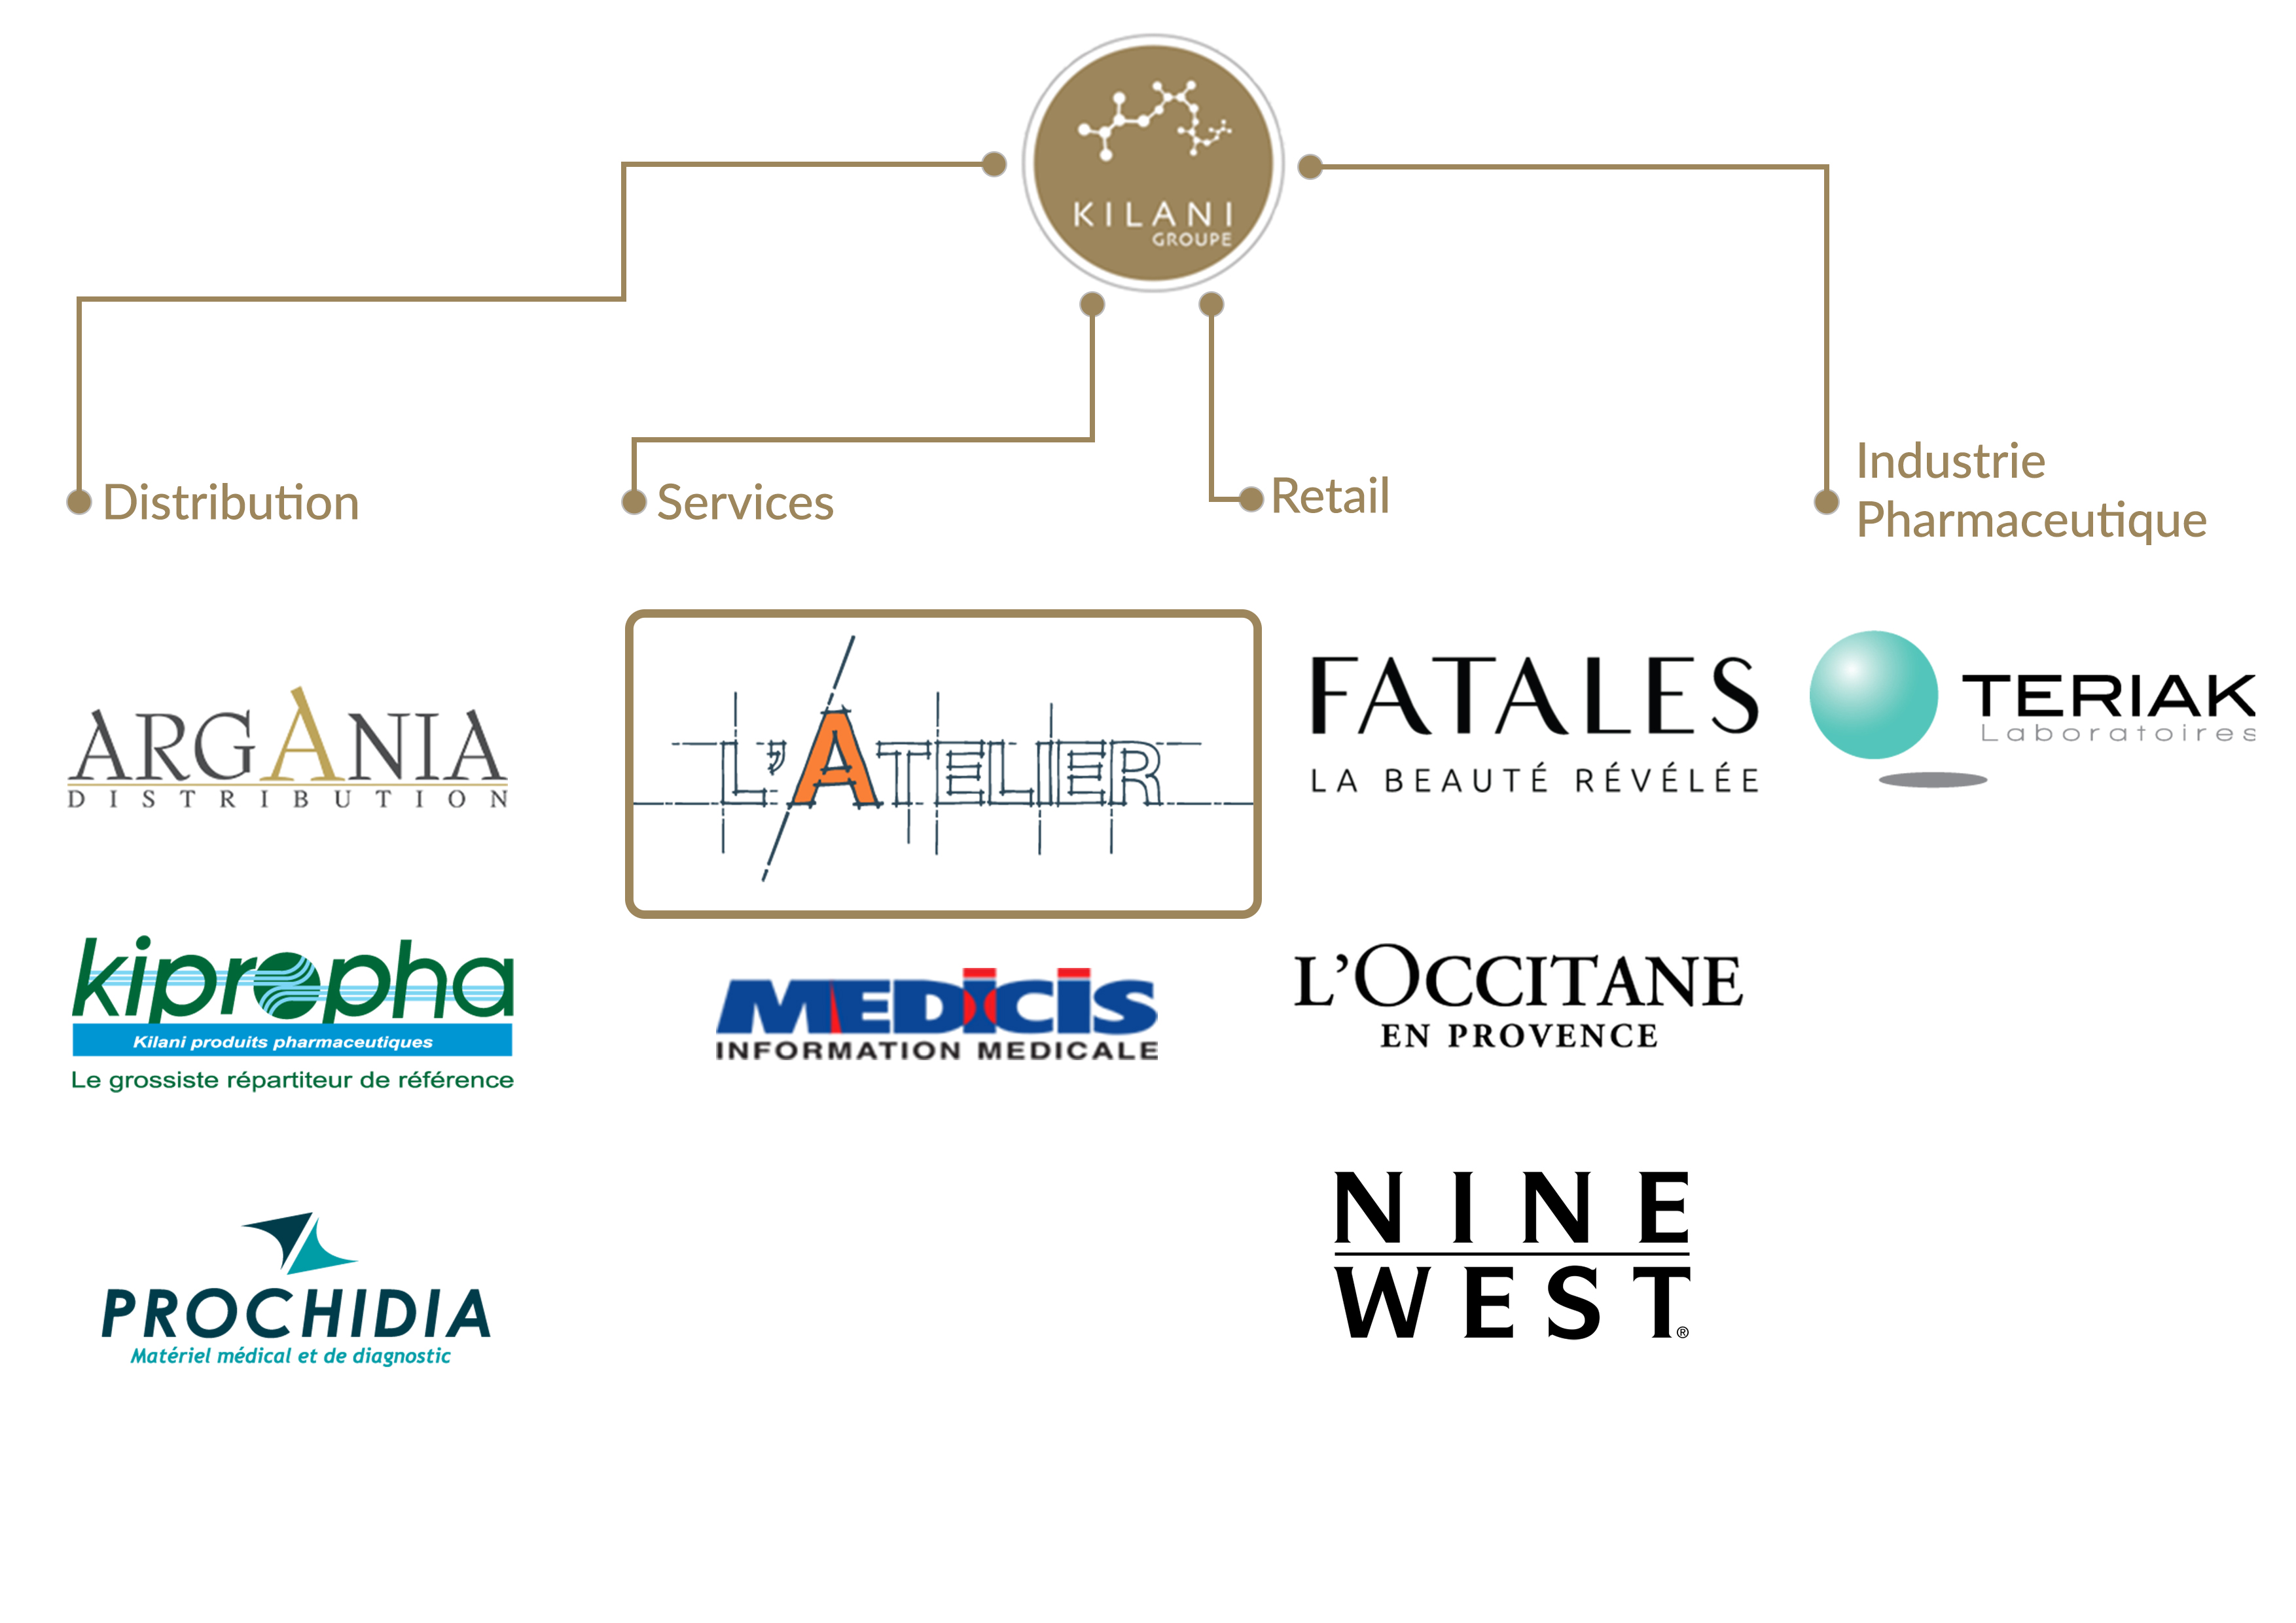 KILANI
GROUPE
Distribution
Services
Retail
Industrie
Pharmaceutique
ARGANIA
DISTRIBUTION
kipropha
Kilani produits pharmaceutiques
Le grossiste répartiteur de référence
PROCHIDIA
Matériel médical et de diagnostic
L'ATELIER
MEDICIS
INFORMATION MEDICALE
FATALES
LA BEAUTÉ RÉVÉLÉE
L'OCCITANE
EN PROVENCE
NINE
WEST®
TERIAK
Laboratoires